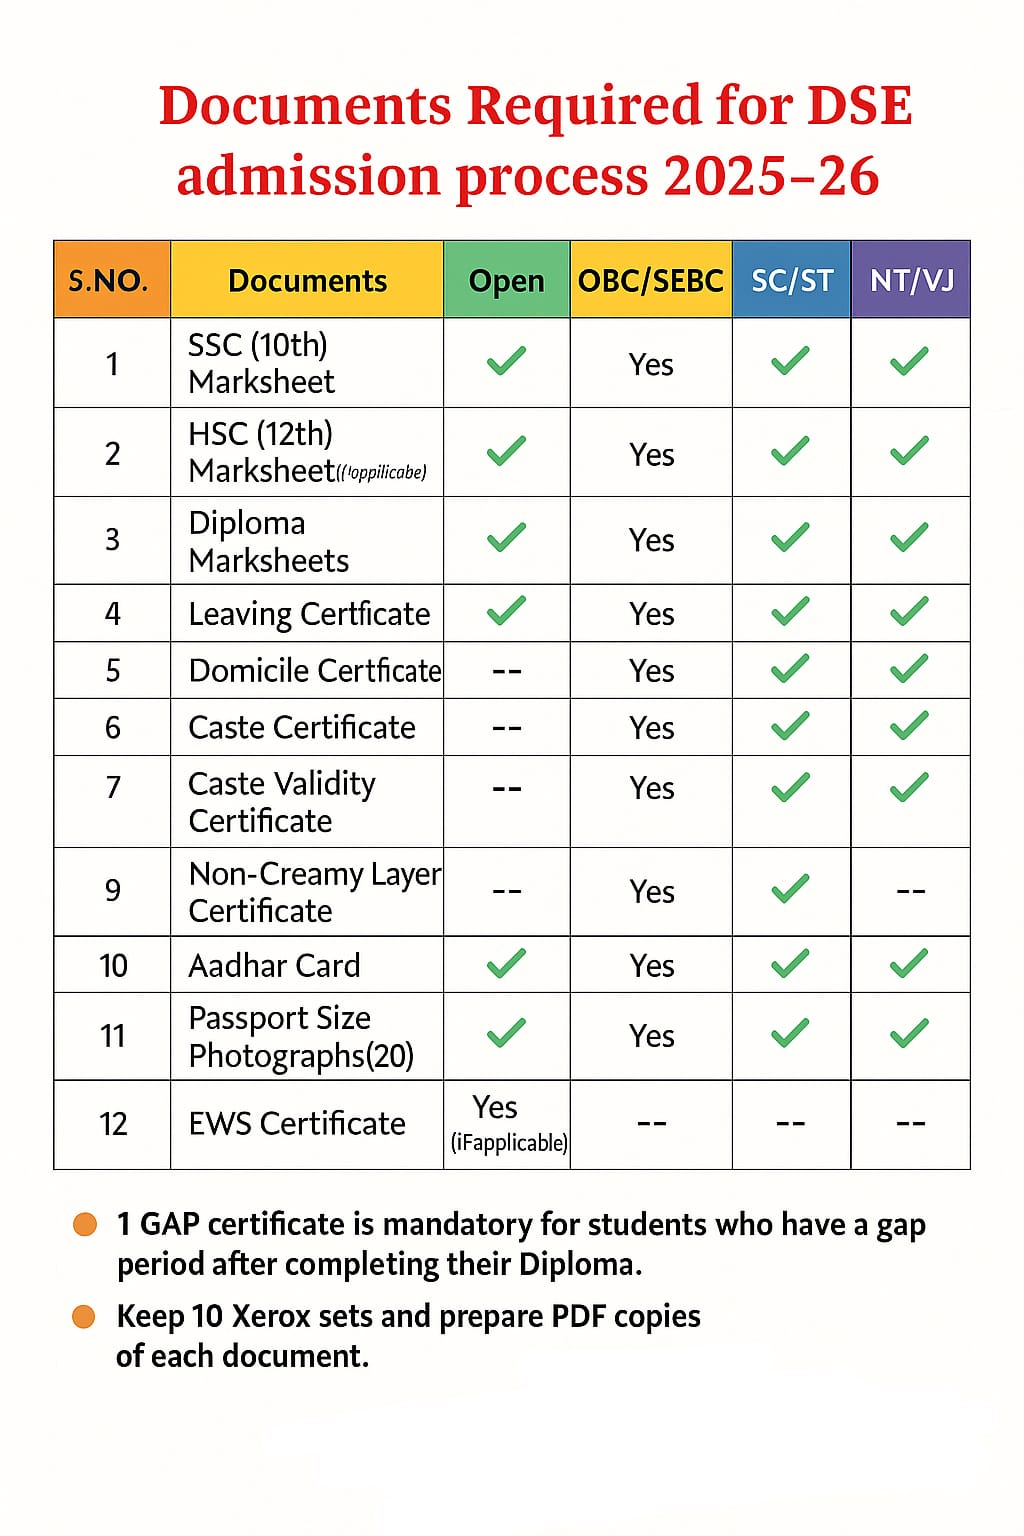 Documents Required for DSE
admission process 2025–26
S.NO. Documents Open OBC/SEBC SC/ST NT/VJ
1 SSC (10th) Marksheet ✓ Yes ✓ ✓
2 HSC (12th) Marksheet ✓ Yes ✓ ✓
3 Diploma Marksheets ✓ Yes ✓ ✓
4 Leaving Certficate ✓ Yes ✓ ✓
5 Domicile Certficate -- Yes ✓ ✓
6 Caste Certificate -- Yes ✓ ✓
7 Caste Validity Certificate -- Yes ✓ ✓
9 Non-Creamy Layer Certificate -- Yes ✓ --
10 Aadhar Card ✓ Yes ✓ ✓
11 Passport Size Photographs(20) ✓ Yes ✓ ✓
12 EWS Certificate Yes (iFapplicable) -- -- --
1 GAP certificate is mandatory for students who have a gap
period after completing their Diploma.
Keep 10 Xerox sets and prepare PDF copies
of each document.